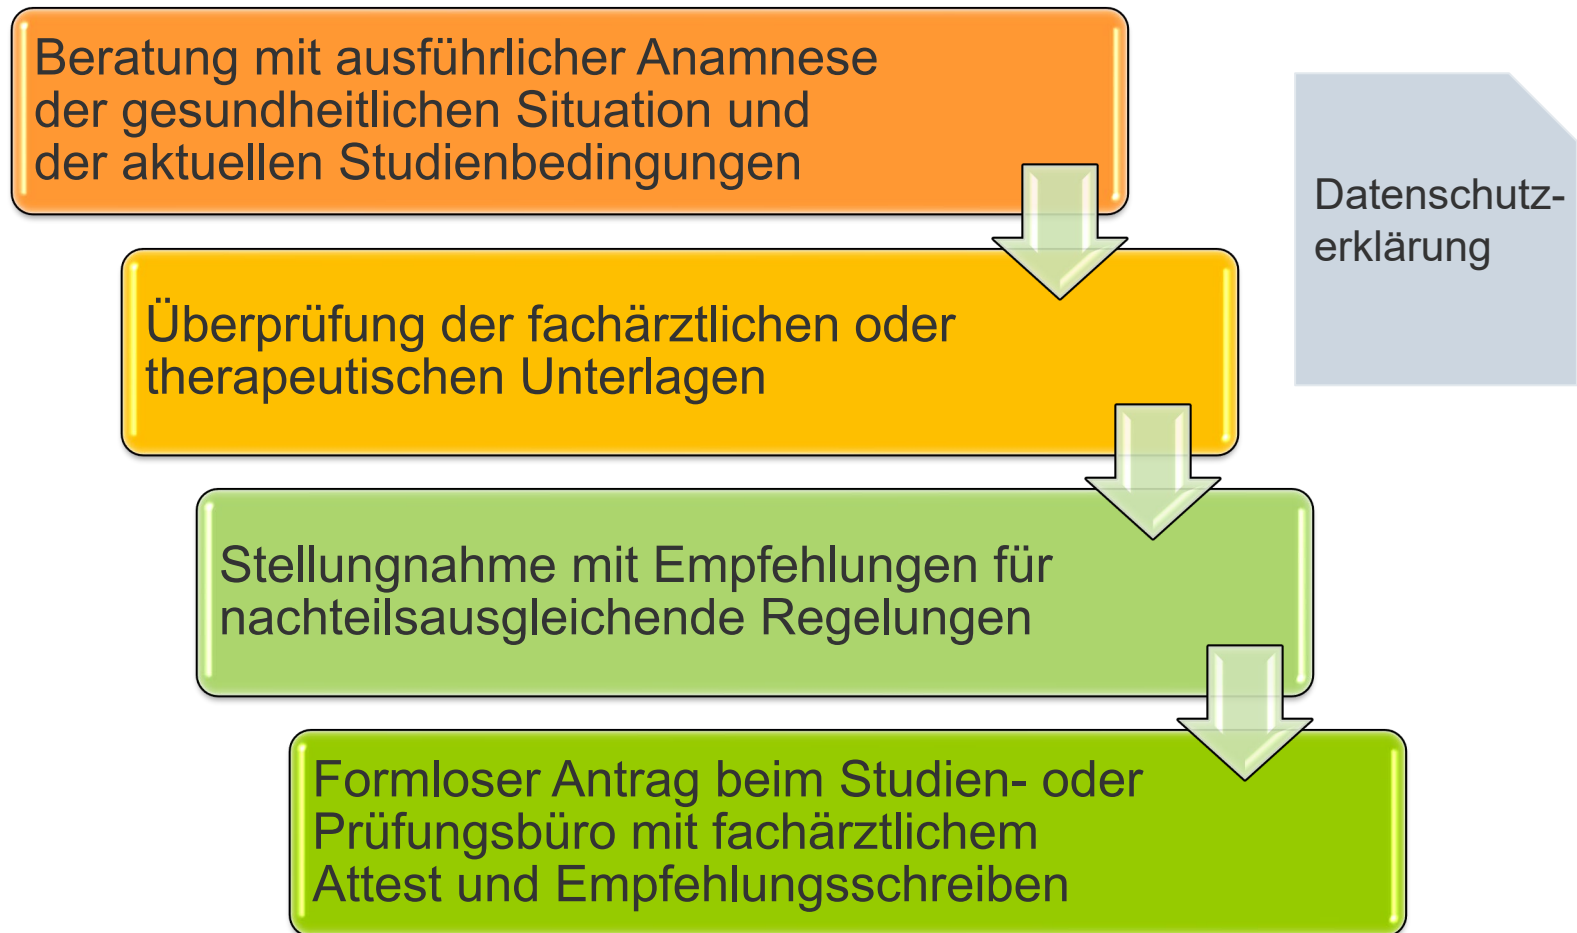 Beratung mit ausführlicher Anamnese
der gesundheitlichen Situation und
der aktuellen Studienbedingungen
Datenschutz-
erklärung
Überprüfung der fachärztlichen oder
therapeutischen Unterlagen
Stellungnahme mit Empfehlungen für
nachteilsausgleichende Regelungen
Formloser Antrag beim Studien- oder
Prüfungsbüro mit fachärztlichem
Attest und Empfehlungsschreiben